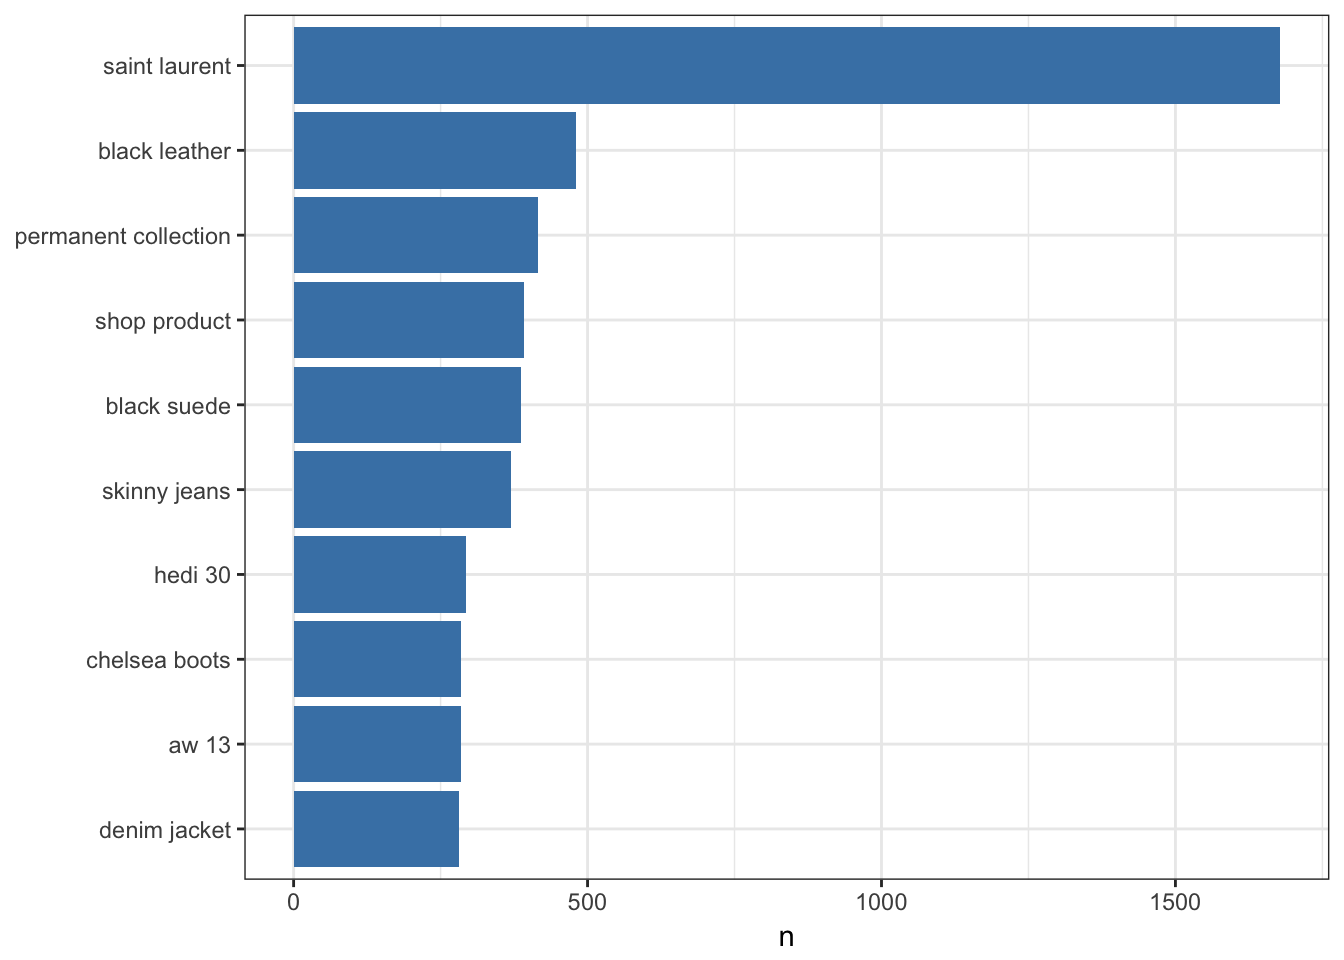 saint laurent
black leather
permanent collection
shop product
black suede
skinny jeans
hedi 30
chelsea boots
aw 13
denim jacket
0 500 1000 1500
n